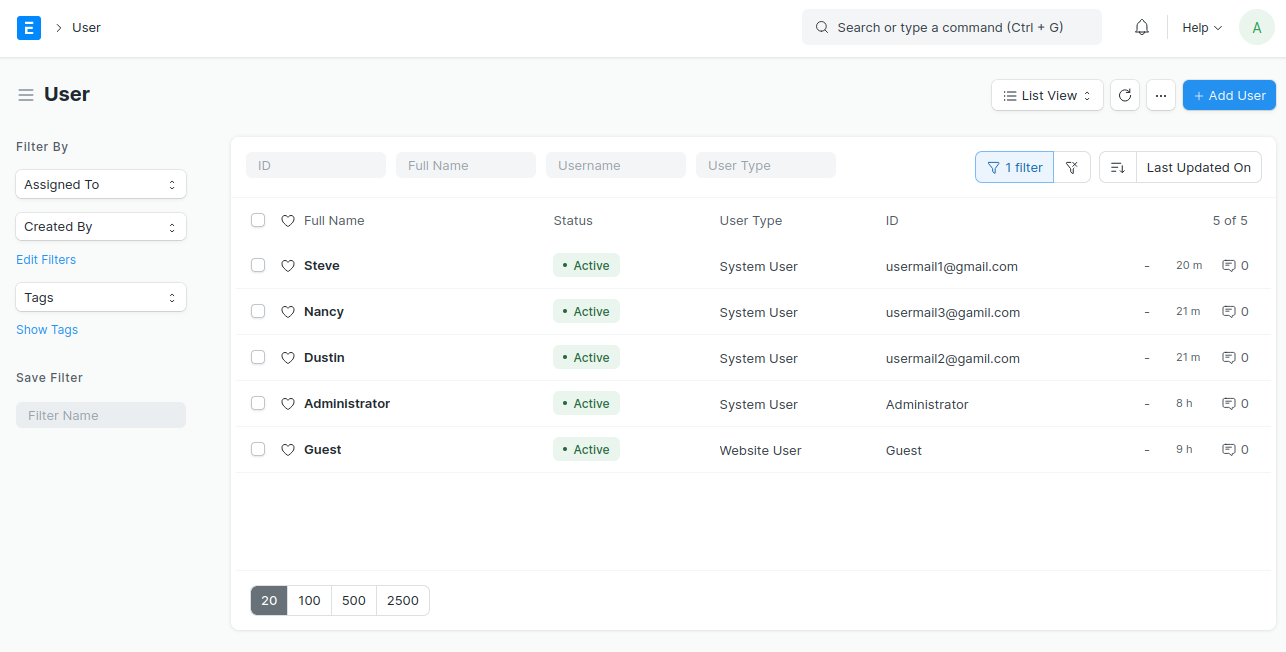 E User
Search or type a command (Ctrl + G)
Help
A
User
List View
...
+ Add User
Filter By
Assigned To
Created By
Edit Filters
Tags
Show Tags
Save Filter
Filter Name
ID Full Name Username User Type
1 filter
Last Updated On
Full Name Status User Type ID 5 of 5
Steve • Active System User usermail1@gmail.com - 20 m 0
Nancy • Active System User usermail3@gamil.com - 21 m 0
Dustin • Active System User usermail2@gamil.com - 21 m 0
Administrator • Active System User Administrator - 8 h 0
Guest • Active Website User Guest - 9 h 0
20 100 500 2500